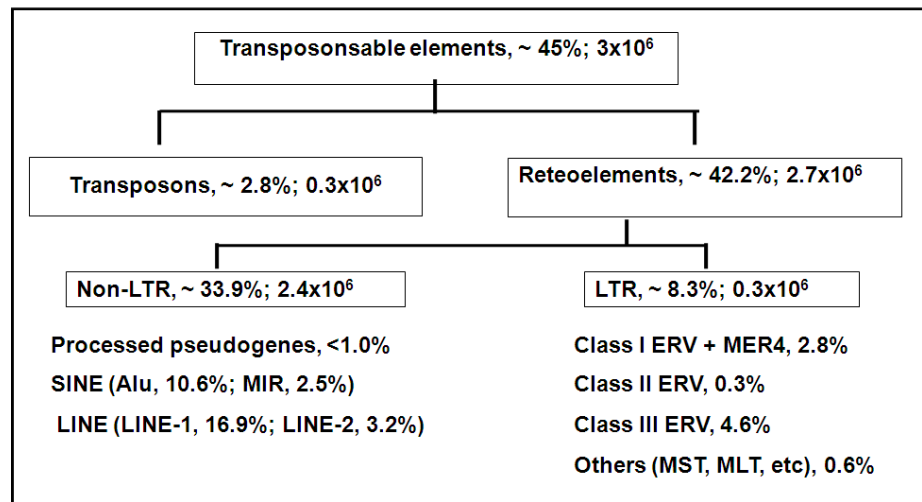 Transposonsable elements, ~ 45%; 3x10⁶
Transposons, ~ 2.8%; 0.3x10⁶
Reteoelements, ~ 42.2%; 2.7x10⁶
Non-LTR, ~ 33.9%; 2.4x10⁶
LTR, ~ 8.3%; 0.3x10⁶
Processed pseudogenes, <1.0%
SINE (Alu, 10.6%; MIR, 2.5%)
LINE (LINE-1, 16.9%; LINE-2, 3.2%)
Class I ERV + MER4, 2.8%
Class II ERV, 0.3%
Class III ERV, 4.6%
Others (MST, MLT, etc), 0.6%